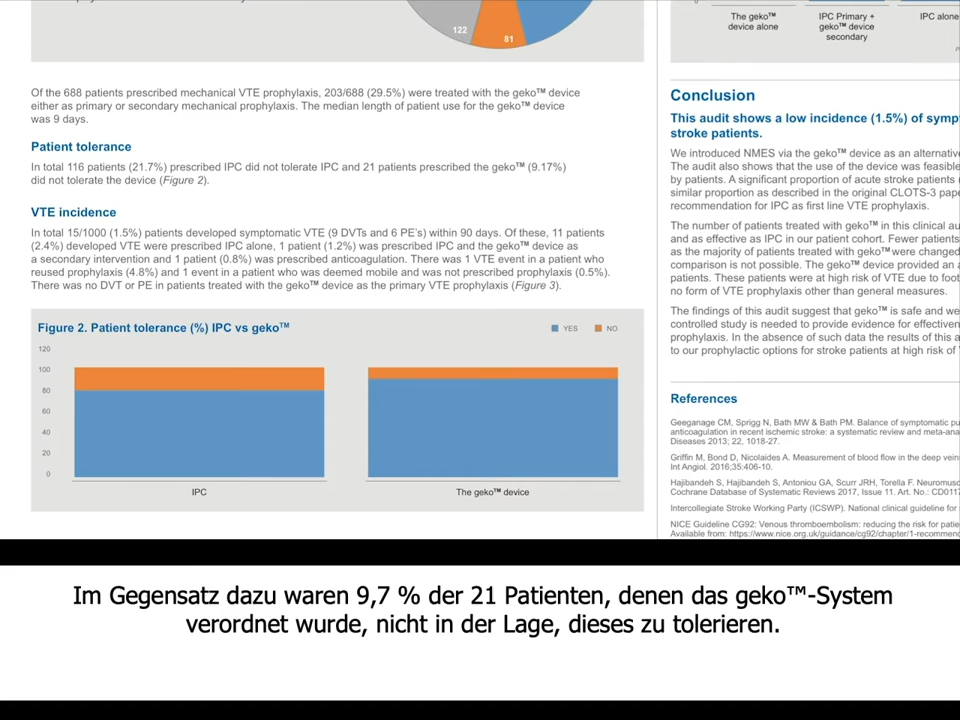 122
81
Of the 688 patients prescribed mechanical VTE prophylaxis, 203/688 (29.5%) were treated with the geko™ device
either as primary or secondary mechanical prophylaxis. The median length of patient use for the geko™ device
was 9 days.
Patient tolerance
In total 116 patients (21.7%) prescribed IPC did not tolerate IPC and 21 patients prescribed the geko™ (9.17%)
did not tolerate the device (Figure 2).
VTE incidence
In total 15/1000 (1.5%) patients developed symptomatic VTE (9 DVTs and 6 PE's) within 90 days. Of these, 11 patients
(2.4%) developed VTE were prescribed IPC alone, 1 patient (1.2%) was prescribed IPC and the geko™ device as
a secondary intervention and 1 patient (0.8%) was prescribed anticoagulation. There was 1 VTE event in a patient who
reused prophylaxis (4.8%) and 1 event in a patient who was deemed mobile and was not prescribed prophylaxis (0.5%).
There was no DVT or PE in patients treated with the geko™ device as the primary VTE prophylaxis (Figure 3).
Figure 2. Patient tolerance (%) IPC vs geko™
YES
NO
120
100
80
60
40
20
0
IPC
The geko™ device
0
The geko™
device alone
IPC Primary +
geko™ device
secondary
IPC alone
Conclusion
This audit shows a low incidence (1.5%) of symp
stroke patients.
We introduced NMES via the geko™ device as an alternative
The audit also shows that the use of the device was feasible
by patients. A significant proportion of acute stroke patients
similar proportion as described in the original CLOTS-3 pape
recommendation for IPC as first line VTE prophylaxis.
The number of patients treated with geko™ in this clinical au
and as effective as IPC in our patient cohort. Fewer patients
as the majority of patients treated with geko™ were changed
comparison is not possible. The geko™ device provided an a
patients. These patients were at high risk of VTE due to foot
no form of VTE prophylaxis other than general measures.
The findings of this audit suggest that geko™ is safe and we
controlled study is needed to provide evidence for effectiven
prophylaxis. In the absence of such data the results of this a
to our prophylactic options for stroke patients at high risk of
References
Geeganage CM, Sprigg N, Bath MW & Bath PM. Balance of symptomatic pu
anticoagulation in recent ischemic stroke: a systematic review and meta-ana
Diseases 2013; 22, 1018-27.
Griffin M, Bond D, Nicolaides A. Measurement of blood flow in the deep vein
Int Angiol. 2016;35:406-10.
Hajibandeh S, Hajibandeh S, Antoniou GA, Scurr JRH, Torella F. Neuromusc
Cochrane Database of Systematic Reviews 2017, Issue 11. Art. No.: CD0117
Intercollegiate Stroke Working Party (ICSWP). National clinical guideline for
NICE Guideline CG92: Venous thromboembolism: reducing the risk for patie
Available from: https://www.nice.org.uk/guidance/cg92/chapter/1-recommend
Im Gegensatz dazu waren 9,7 % der 21 Patienten, denen das geko™-System
verordnet wurde, nicht in der Lage, dieses zu tolerieren.